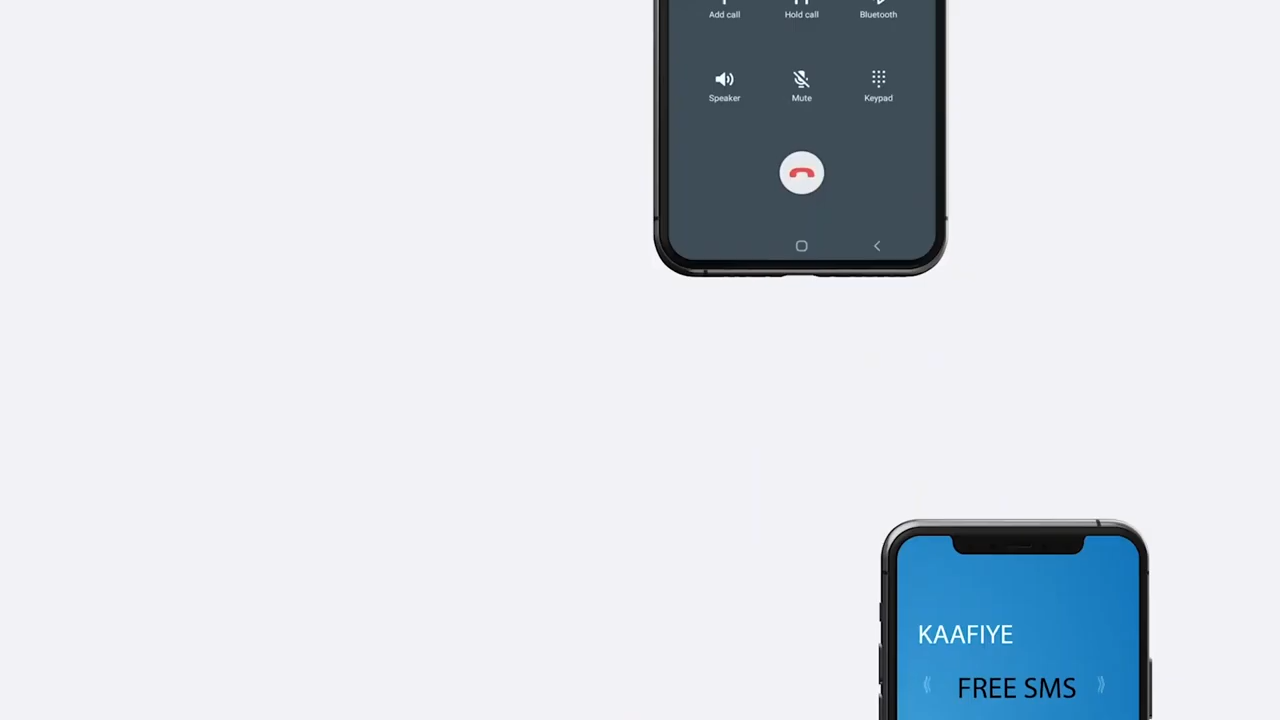 Add call Hold call Bluetooth
Speaker Mute Keypad
KAAFIYE
FREE SMS